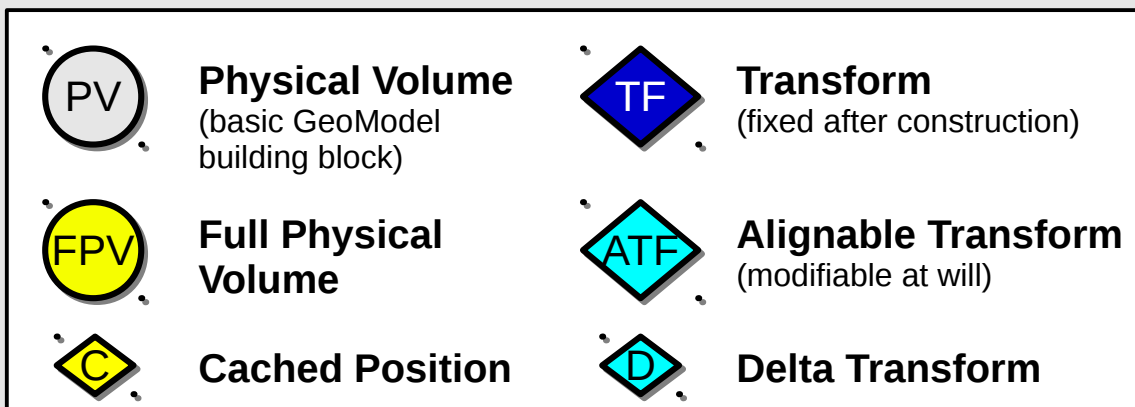 PV
Physical Volume
(basic GeoModel
building block)
TF
Transform
(fixed after construction)
FPV
Full Physical
Volume
ATF
Alignable Transform
(modifiable at will)
C
Cached Position
D
Delta Transform